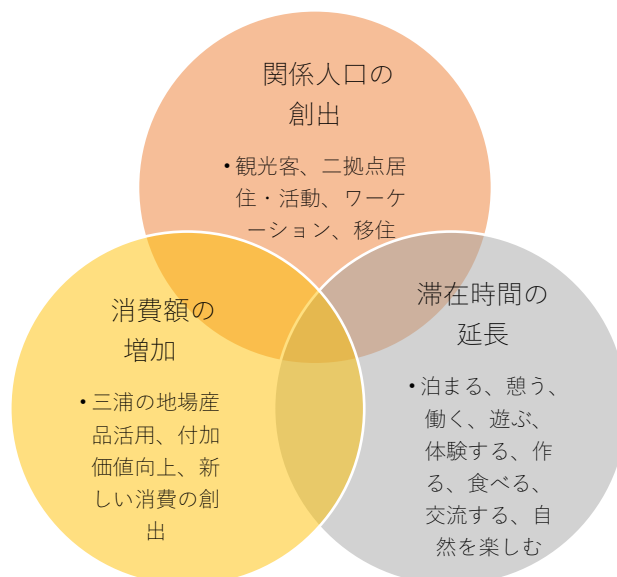 関係人口の
創出
• 観光客、二拠点居
住・活動、ワーケ
ーション、移住
消費額の
増加
• 三浦の地場産
品活用、付加
価値向上、新
しい消費の創
出
滞在時間の
延長
• 泊まる、憩う、
働く、遊ぶ、
体験する、作
る、食べる、
交流する、自
然を楽しむ